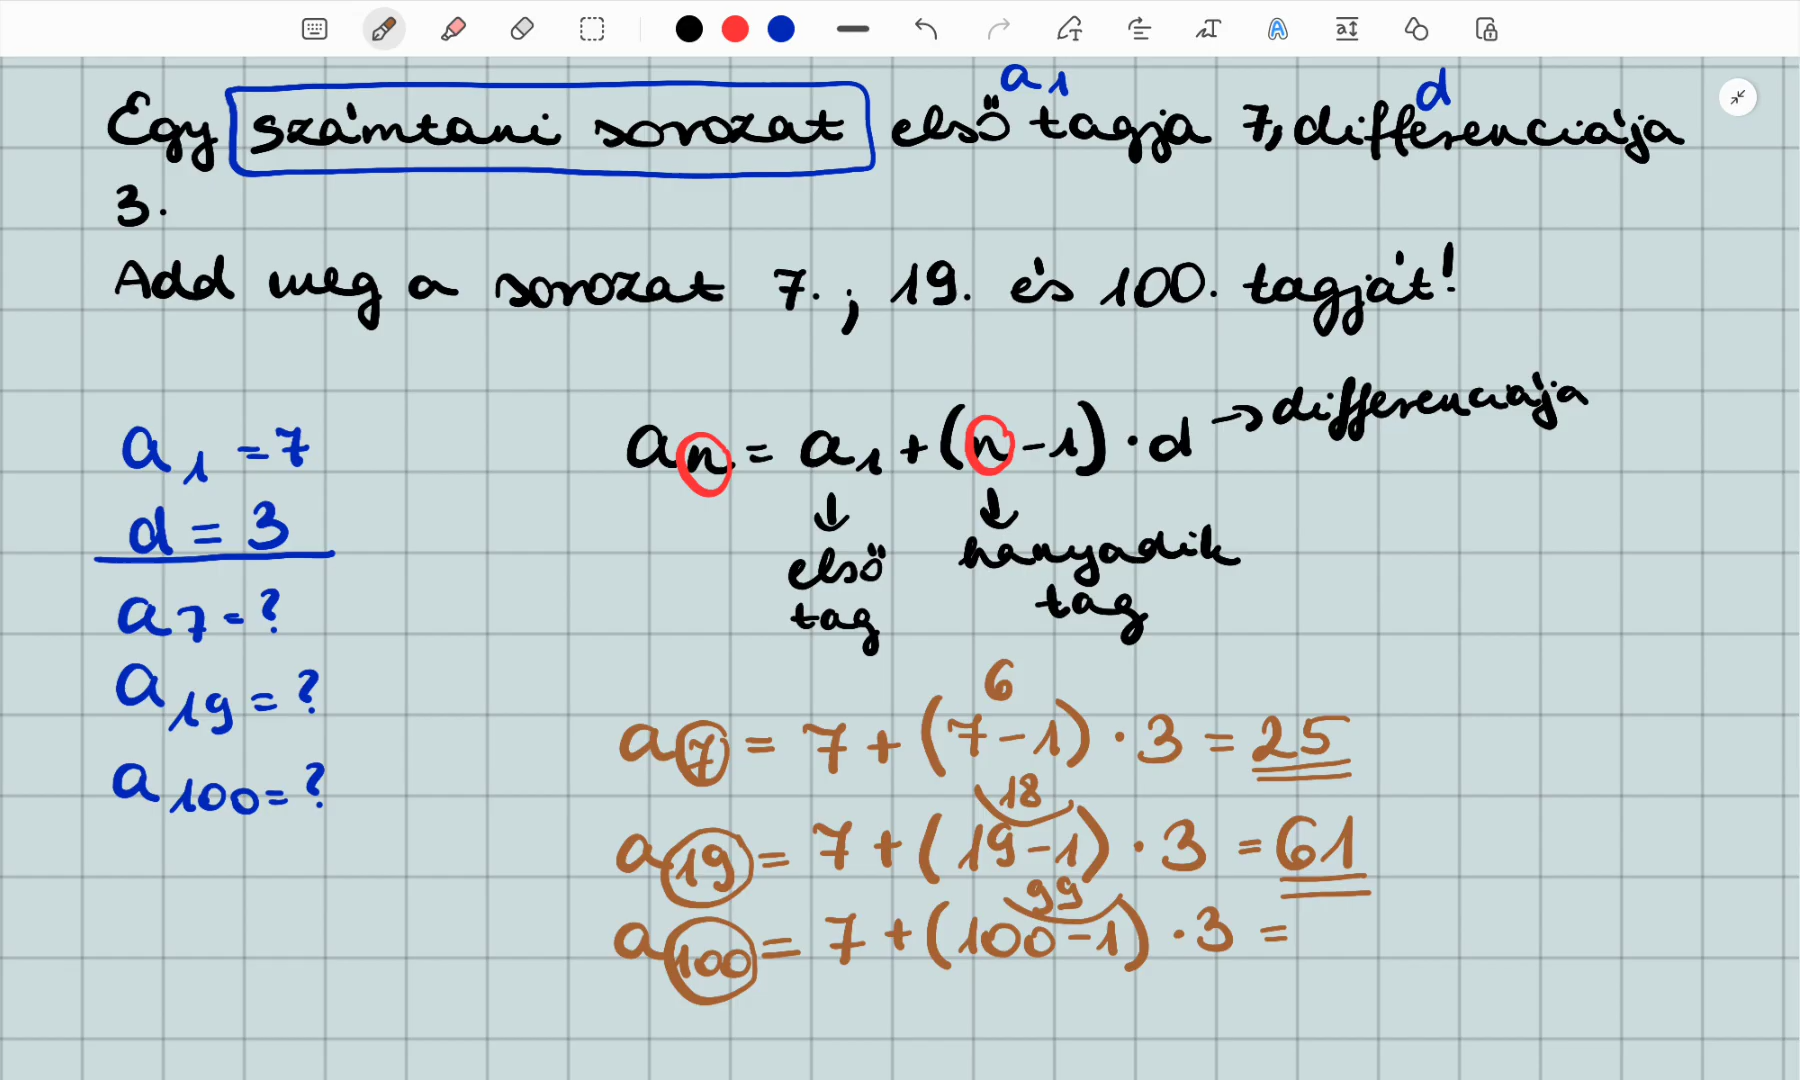 a1 d
Egy számtani sorozat első tagja 7, differenciája
3.
Add meg a sorozat 7., 19. és 100. tagját!
a1 = 7
d = 3
a7 = ?
a19 = ?
a100 = ?
an = a1 + (n - 1) · d → differenciája
↓ ↓
első hanyadik
tag tag
6
a7 = 7 + (7 - 1) · 3 = 25
18
a19 = 7 + (19 - 1) · 3 = 61
99
a100 = 7 + (100 - 1) · 3 =